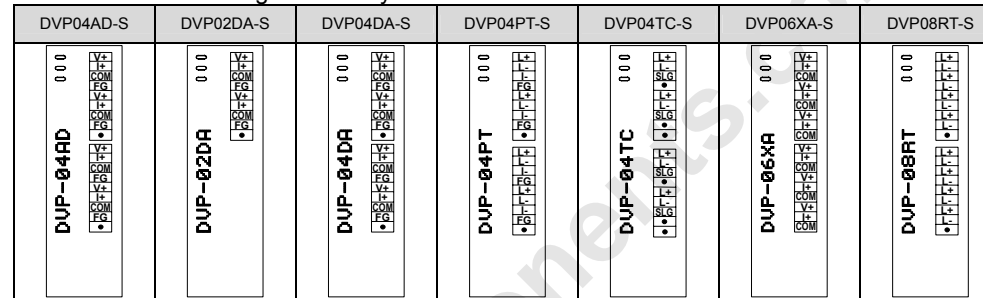 DVP04AD-S DVP02DA-S DVP04DA-S DVP04PT-S DVP04TC-S DVP06XA-S DVP08RT-S
DVP-04AD
V+
I+
COM
FG
V+
I+
COM
FG
•
V+
I+
COM
FG
V+
I+
COM
FG
•
DVP-02DA
V+
I+
COM
FG
V+
I+
COM
FG
•
DVP-04DA
V+
I+
COM
FG
V+
I+
COM
FG
•
V+
I+
COM
FG
V+
I+
COM
FG
•
DVP-04PT
L+
L-
I-
FG
L+
L-
I-
FG
•
L+
L-
I-
FG
L+
L-
I-
FG
•
DVP-04TC
L+
L-
SLG
•
L+
L-
SLG
•
•
L+
L-
SLG
•
L+
L-
SLG
•
•
DVP-06XA
V+
I+
COM
V+
I+
COM
V+
I+
COM
V+
I+
COM
V+
I+
COM
V+
I+
COM
DVP-08RT
L+
L-
L+
L-
L+
L-
L+
L-
•
L+
L-
L+
L-
L+
L-
L+
L-
•